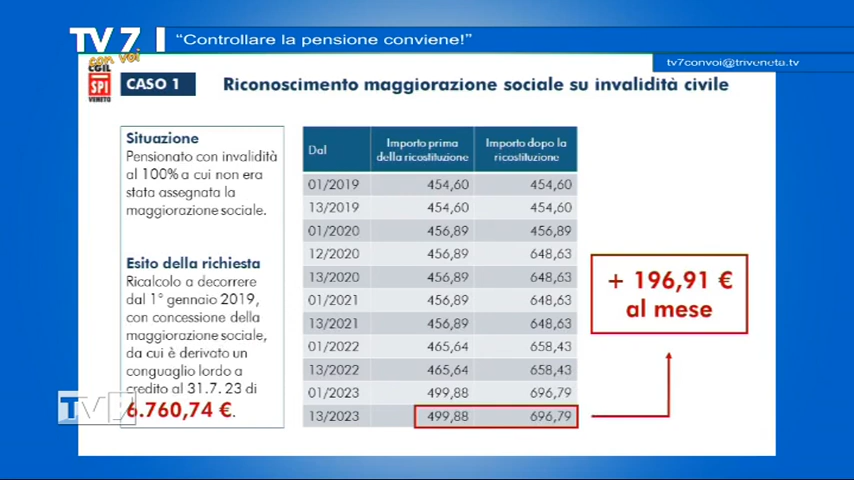 TV7
con voi
"Controllare la pensione conviene!"
tv7convoi@triveneta.tv
CGIL
SPI
VENETO
CASO 1
Riconoscimento maggiorazione sociale su invalidità civile
Situazione
Pensionato con invalidità
al 100% a cui non era
stata assegnata la
maggiorazione sociale.
Esito della richiesta
Ricalcolo a decorrere
dal 1° gennaio 2019,
con concessione della
maggiorazione sociale,
da cui è derivato un
conguaglio lordo a
credito al 31.7.23 di
6.760,74 €.
Dal Importo prima della ricostituzione Importo dopo la ricostituzione
01/2019 454,60 454,60
13/2019 454,60 454,60
01/2020 456,89 456,89
12/2020 456,89 648,63
13/2020 456,89 648,63
01/2021 456,89 648,63
13/2021 456,89 648,63
01/2022 465,64 658,43
13/2022 465,64 658,43
01/2023 499,88 696,79
13/2023 499,88 696,79
+ 196,91 €
al mese
TV7